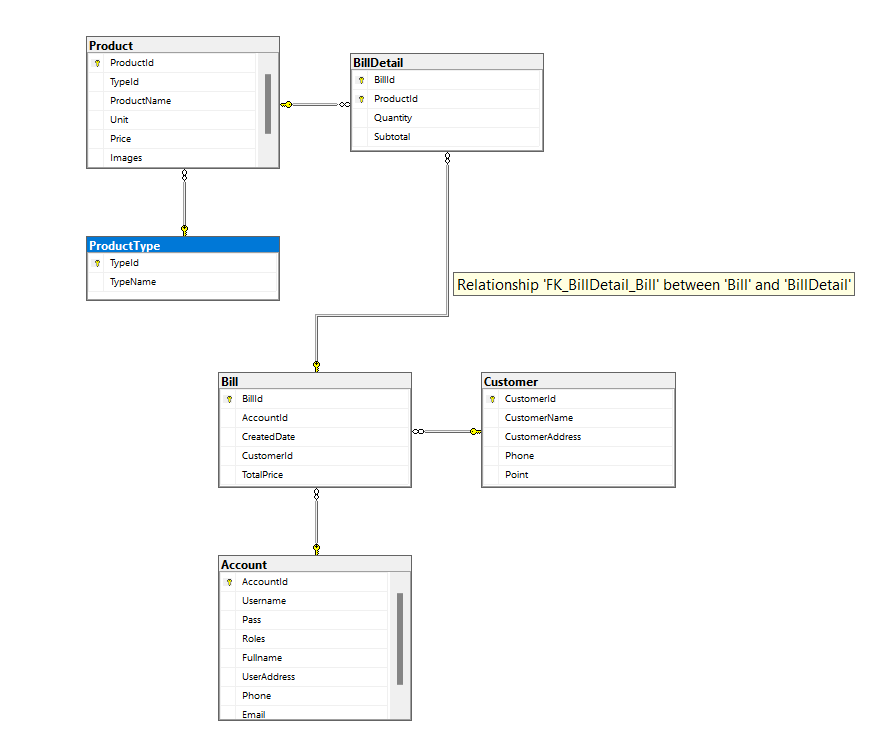 Product
ProductId
TypeId
ProductName
Unit
Price
Images
BillDetail
BillId
ProductId
Quantity
Subtotal
ProductType
TypeId
TypeName
Relationship 'FK_BillDetail_Bill' between 'Bill' and 'BillDetail'
Bill
BillId
AccountId
CreatedDate
CustomerId
TotalPrice
Customer
CustomerId
CustomerName
CustomerAddress
Phone
Point
Account
AccountId
Username
Pass
Roles
Fullname
UserAddress
Phone
Email